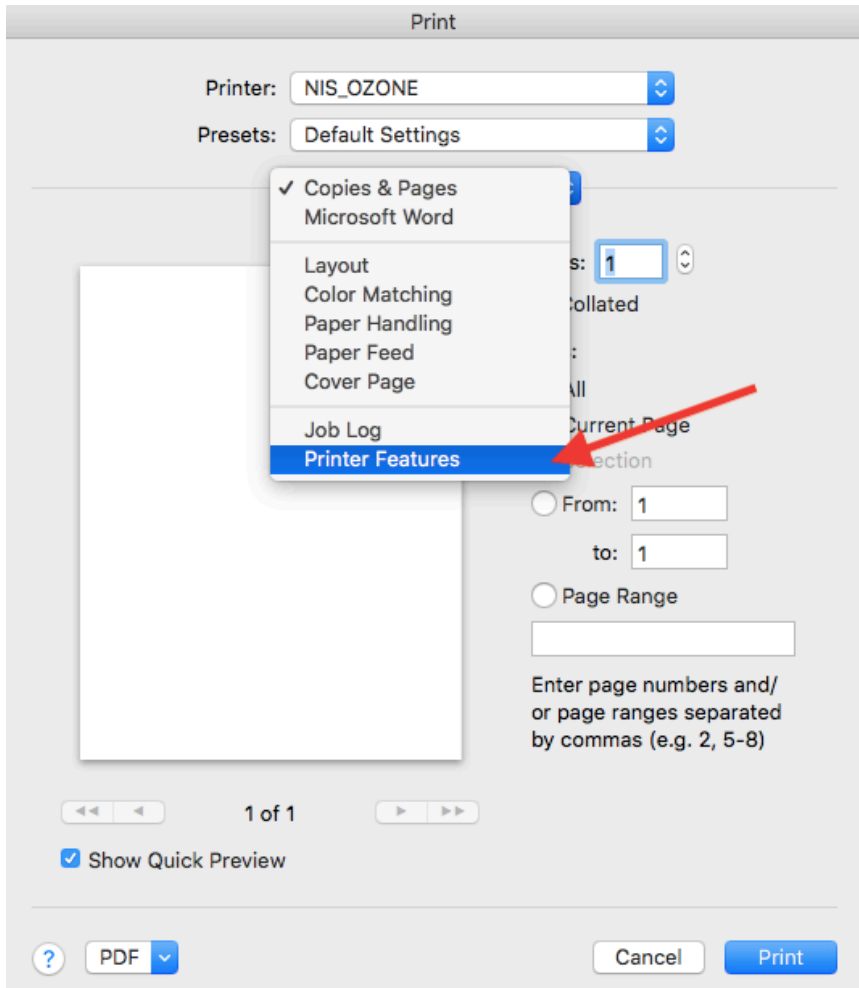 Print
Printer: NIS_OZONE
Presets: Default Settings
✓ Copies & Pages
Microsoft Word
Layout
Color Matching
Paper Handling
Paper Feed
Cover Page
Job Log
Printer Features
s: 1
ollated
:
All
Current Page
ection
From: 1
to: 1
Page Range
Enter page numbers and/
or page ranges separated
by commas (e.g. 2, 5-8)
1 of 1
Show Quick Preview
? PDF Cancel Print